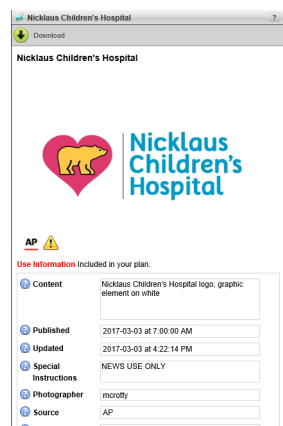 Nicklaus Children's Hospital
?
Download
Nicklaus Children's Hospital
Nicklaus
Children's
Hospital
AP
Use Information Included in your plan.
? Content
Nicklaus Children's Hospital logo, graphic
element on white
? Published
2017-03-03 at 7:00:00 AM
? Updated
2017-03-03 at 4:22:14 PM
? Special
Instructions
NEWS USE ONLY
? Photographer
mcrotty
? Source
AP